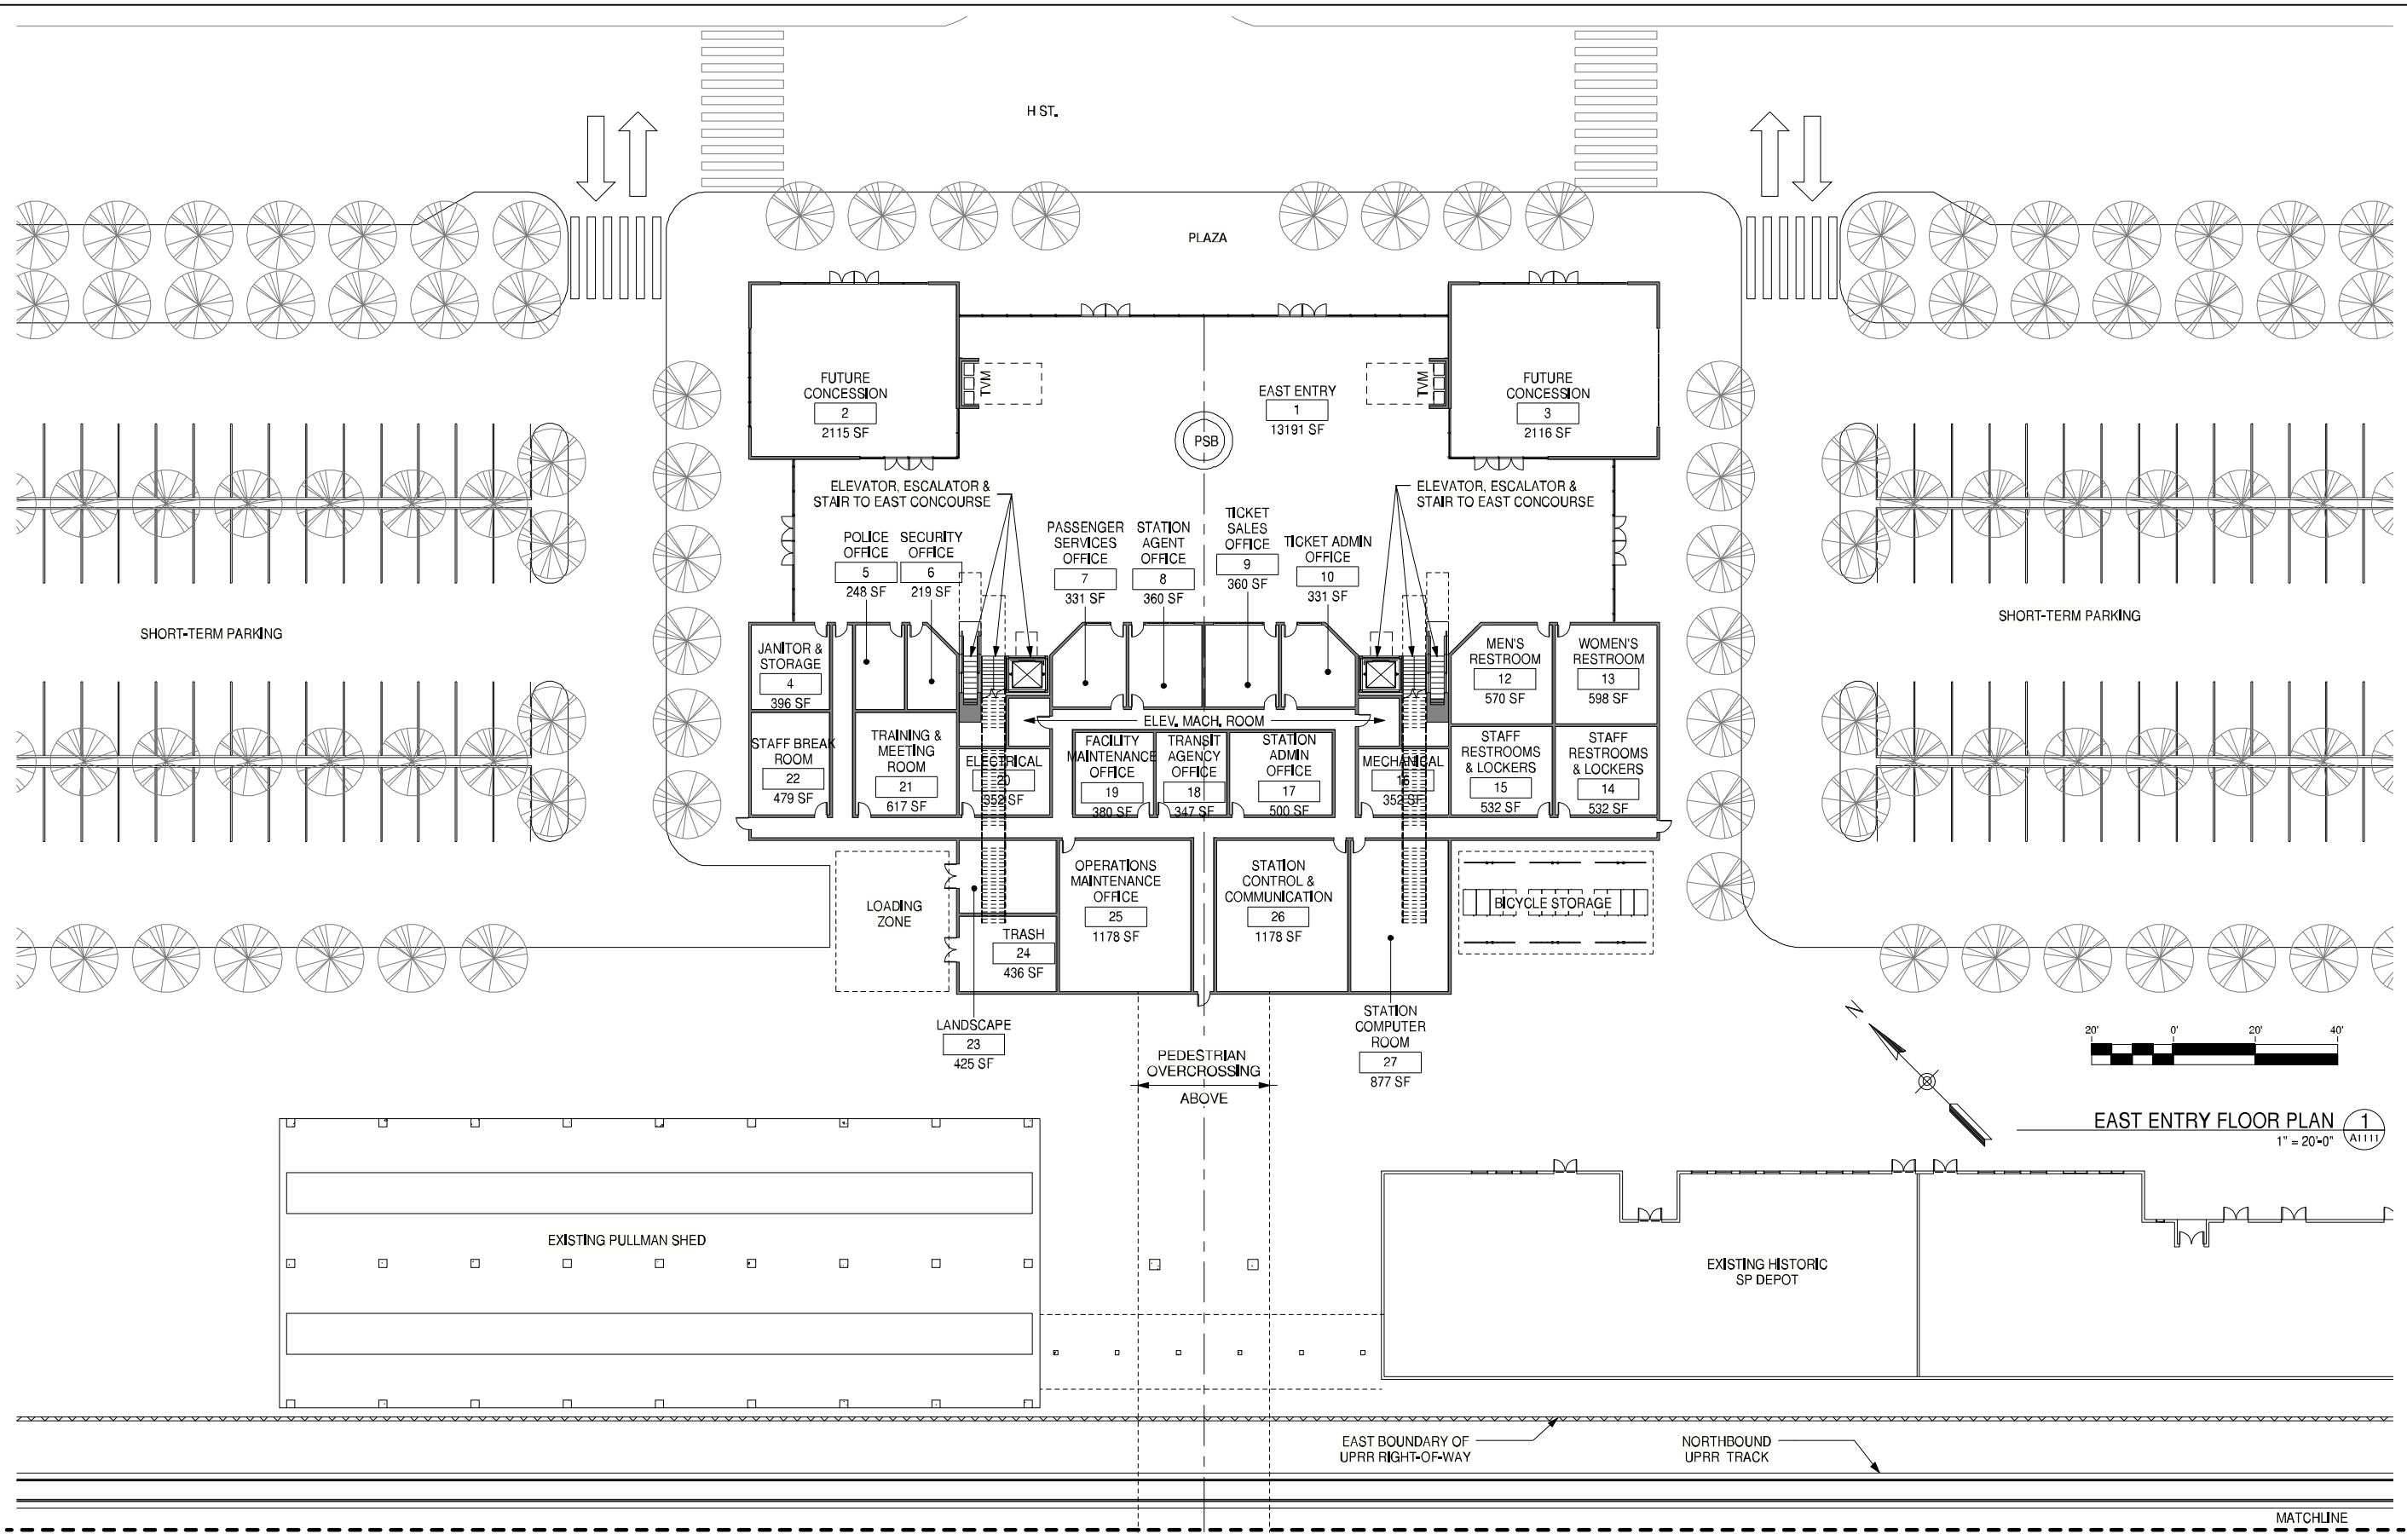 H ST.
PLAZA
FUTURE
CONCESSION
2
2115 SF
TVM
EAST ENTRY
1
13191 SF
TVM
FUTURE
CONCESSION
3
2116 SF
PSB
ELEVATOR, ESCALATOR &
STAIR TO EAST CONCOURSE
ELEVATOR, ESCALATOR &
STAIR TO EAST CONCOURSE
POLICE
OFFICE
5
248 SF
SECURITY
OFFICE
6
219 SF
PASSENGER
SERVICES
OFFICE
7
331 SF
STATION
AGENT
OFFICE
8
360 SF
TICKET
SALES
OFFICE
9
360 SF
TICKET ADMIN
OFFICE
10
331 SF
SHORT-TERM PARKING
SHORT-TERM PARKING
JANITOR &
STORAGE
4
396 SF
MEN'S
RESTROOM
12
570 SF
WOMEN'S
RESTROOM
13
598 SF
ELEV. MACH. ROOM
STAFF BREAK
ROOM
22
479 SF
TRAINING &
MEETING
ROOM
21
617 SF
ELECTRICAL
20
352 SF
FACILITY
MAINTENANCE
OFFICE
19
380 SF
TRANSIT
AGENCY
OFFICE
18
347 SF
STATION
ADMIN
OFFICE
17
500 SF
MECHANICAL
16
352 SF
STAFF
RESTROOMS
& LOCKERS
15
532 SF
STAFF
RESTROOMS
& LOCKERS
14
532 SF
LOADING
ZONE
OPERATIONS
MAINTENANCE
OFFICE
25
1178 SF
STATION
CONTROL &
COMMUNICATION
26
1178 SF
BICYCLE STORAGE
TRASH
24
436 SF
LANDSCAPE
23
425 SF
STATION
COMPUTER
ROOM
27
877 SF
PEDESTRIAN
OVERCROSSING
ABOVE
N
20' 0' 20' 40'
EAST ENTRY FLOOR PLAN
1" = 20'-0"
1
A1111
EXISTING PULLMAN SHED
EXISTING HISTORIC
SP DEPOT
EAST BOUNDARY OF
UPRR RIGHT-OF-WAY
NORTHBOUND
UPRR TRACK
MATCHLINE